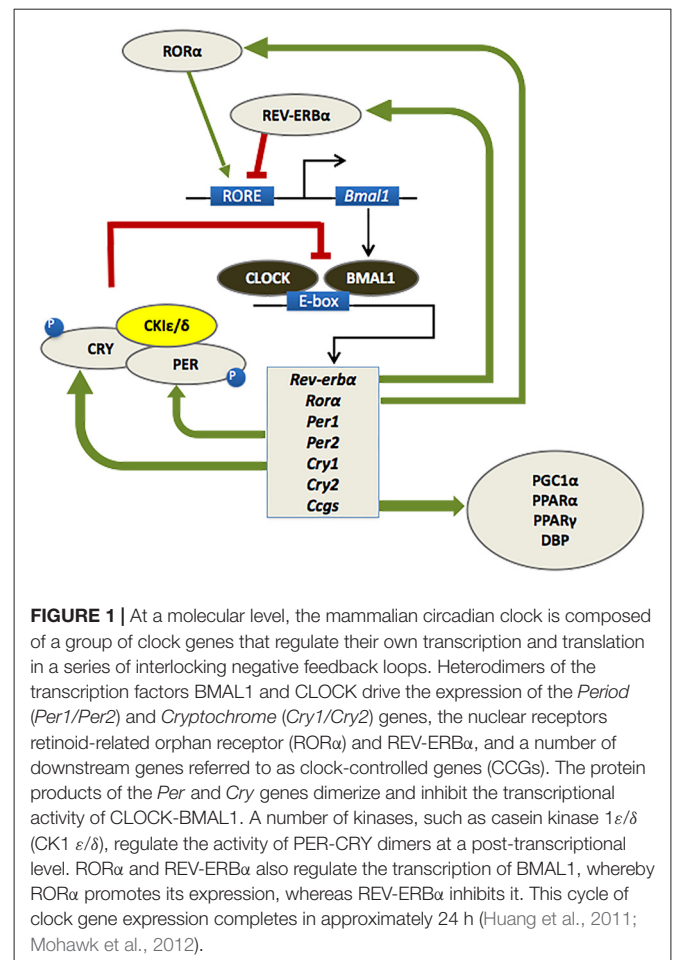 RORα
REV-ERBα
RORE
Bmal1
CLOCK
BMAL1
E-box
P
CKIε/δ
CRY
PER
P
Rev-erbα
Rorα
Per1
Per2
Cry1
Cry2
Ccgs
PGC1α
PPARα
PPARγ
DBP
FIGURE 1 | At a molecular level, the mammalian circadian clock is composed
of a group of clock genes that regulate their own transcription and translation
in a series of interlocking negative feedback loops. Heterodimers of the
transcription factors BMAL1 and CLOCK drive the expression of the Period
(Per1/Per2) and Cryptochrome (Cry1/Cry2) genes, the nuclear receptors
retinoid-related orphan receptor (RORα) and REV-ERBα, and a number of
downstream genes referred to as clock-controlled genes (CCGs). The protein
products of the Per and Cry genes dimerize and inhibit the transcriptional
activity of CLOCK-BMAL1. A number of kinases, such as casein kinase 1ε/δ
(CK1 ε/δ), regulate the activity of PER-CRY dimers at a post-transcriptional
level. RORα and REV-ERBα also regulate the transcription of BMAL1, whereby
RORα promotes its expression, whereas REV-ERBα inhibits it. This cycle of
clock gene expression completes in approximately 24 h (Huang et al., 2011;
Mohawk et al., 2012).